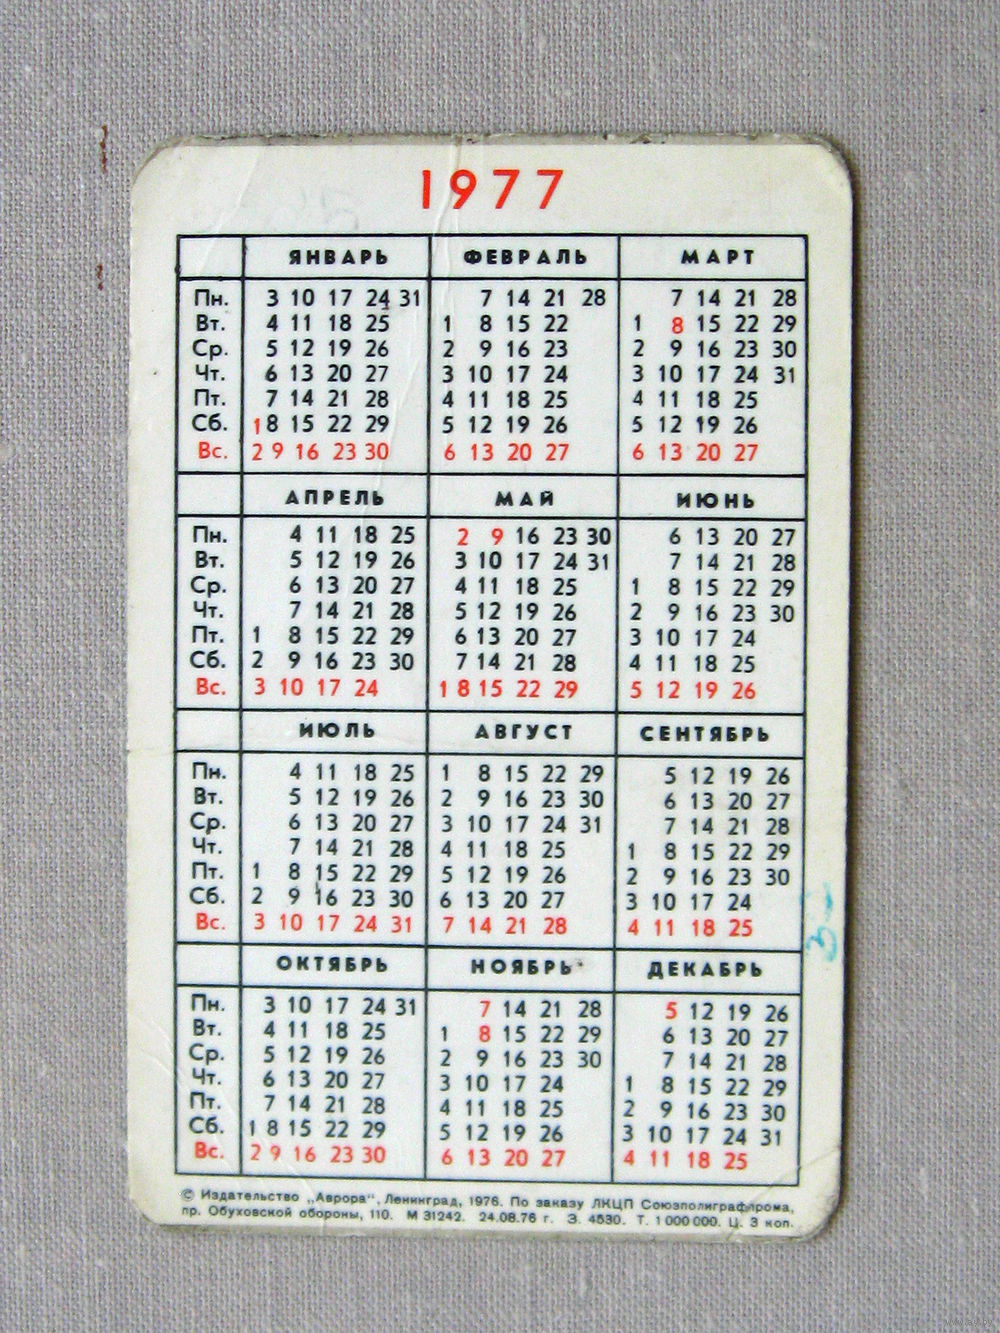 1977
ЯНВАРЬ ФЕВРАЛЬ МАРТ
Пн. 3 10 17 24 31 7 14 21 28 7 14 21 28
Вт. 4 11 18 25 1 8 15 22 1 8 15 22 29
Ср. 5 12 19 26 2 9 16 23 2 9 16 23 30
Чт. 6 13 20 27 3 10 17 24 3 10 17 24 31
Пт. 7 14 21 28 4 11 18 25 4 11 18 25
Сб. 1 8 15 22 29 5 12 19 26 5 12 19 26
Вс. 2 9 16 23 30 6 13 20 27 6 13 20 27
АПРЕЛЬ МАЙ ИЮНЬ
Пн. 4 11 18 25 2 9 16 23 30 6 13 20 27
Вт. 5 12 19 26 3 10 17 24 31 7 14 21 28
Ср. 6 13 20 27 4 11 18 25 1 8 15 22 29
Чт. 7 14 21 28 5 12 19 26 2 9 16 23 30
Пт. 1 8 15 22 29 6 13 20 27 3 10 17 24
Сб. 2 9 16 23 30 7 14 21 28 4 11 18 25
Вс. 3 10 17 24 1 8 15 22 29 5 12 19 26
ИЮЛЬ АВГУСТ СЕНТЯБРЬ
Пн. 4 11 18 25 1 8 15 22 29 5 12 19 26
Вт. 5 12 19 26 2 9 16 23 30 6 13 20 27
Ср. 6 13 20 27 3 10 17 24 31 7 14 21 28
Чт. 7 14 21 28 4 11 18 25 1 8 15 22 29
Пт. 1 8 15 22 29 5 12 19 26 2 9 16 23 30
Сб. 2 9 16 23 30 6 13 20 27 3 10 17 24
Вс. 3 10 17 24 31 7 14 21 28 4 11 18 25
ОКТЯБРЬ НОЯБРЬ ДЕКАБРЬ
Пн. 3 10 17 24 31 7 14 21 28 5 12 19 26
Вт. 4 11 18 25 1 8 15 22 29 6 13 20 27
Ср. 5 12 19 26 2 9 16 23 30 7 14 21 28
Чт. 6 13 20 27 3 10 17 24 1 8 15 22 29
Пт. 7 14 21 28 4 11 18 25 2 9 16 23 30
Сб. 1 8 15 22 29 5 12 19 26 3 10 17 24 31
Вс. 2 9 16 23 30 6 13 20 27 4 11 18 25
© Издательство „Аврора“, Ленинград, 1976. По заказу ЛКЦП Союзполиграфпрома,
пр. Обуховской обороны, 110. М 31242. 24.08.76 г. З. 4530. Т. 1 000 000. Ц. 3 коп.